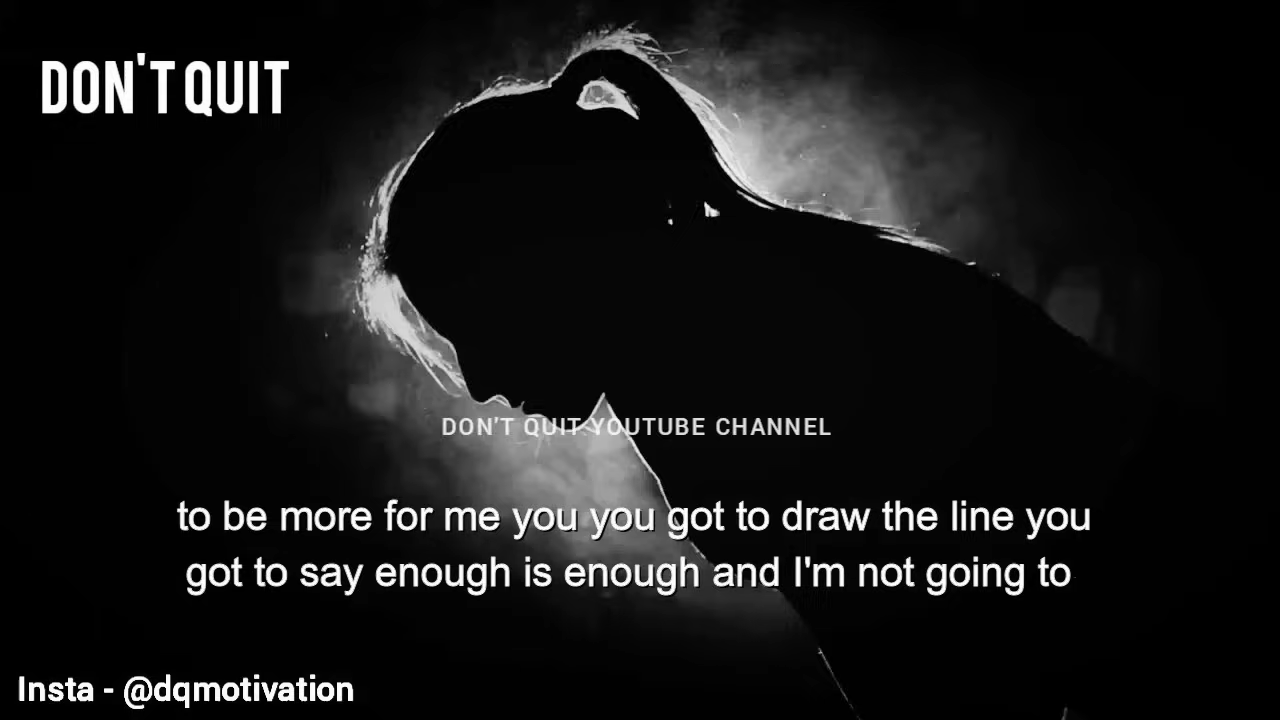 DON'T QUIT
DON'T QUIT YOUTUBE CHANNEL
to be more for me you you got to draw the line you
got to say enough is enough and I'm not going to
Insta - @dqmotivation